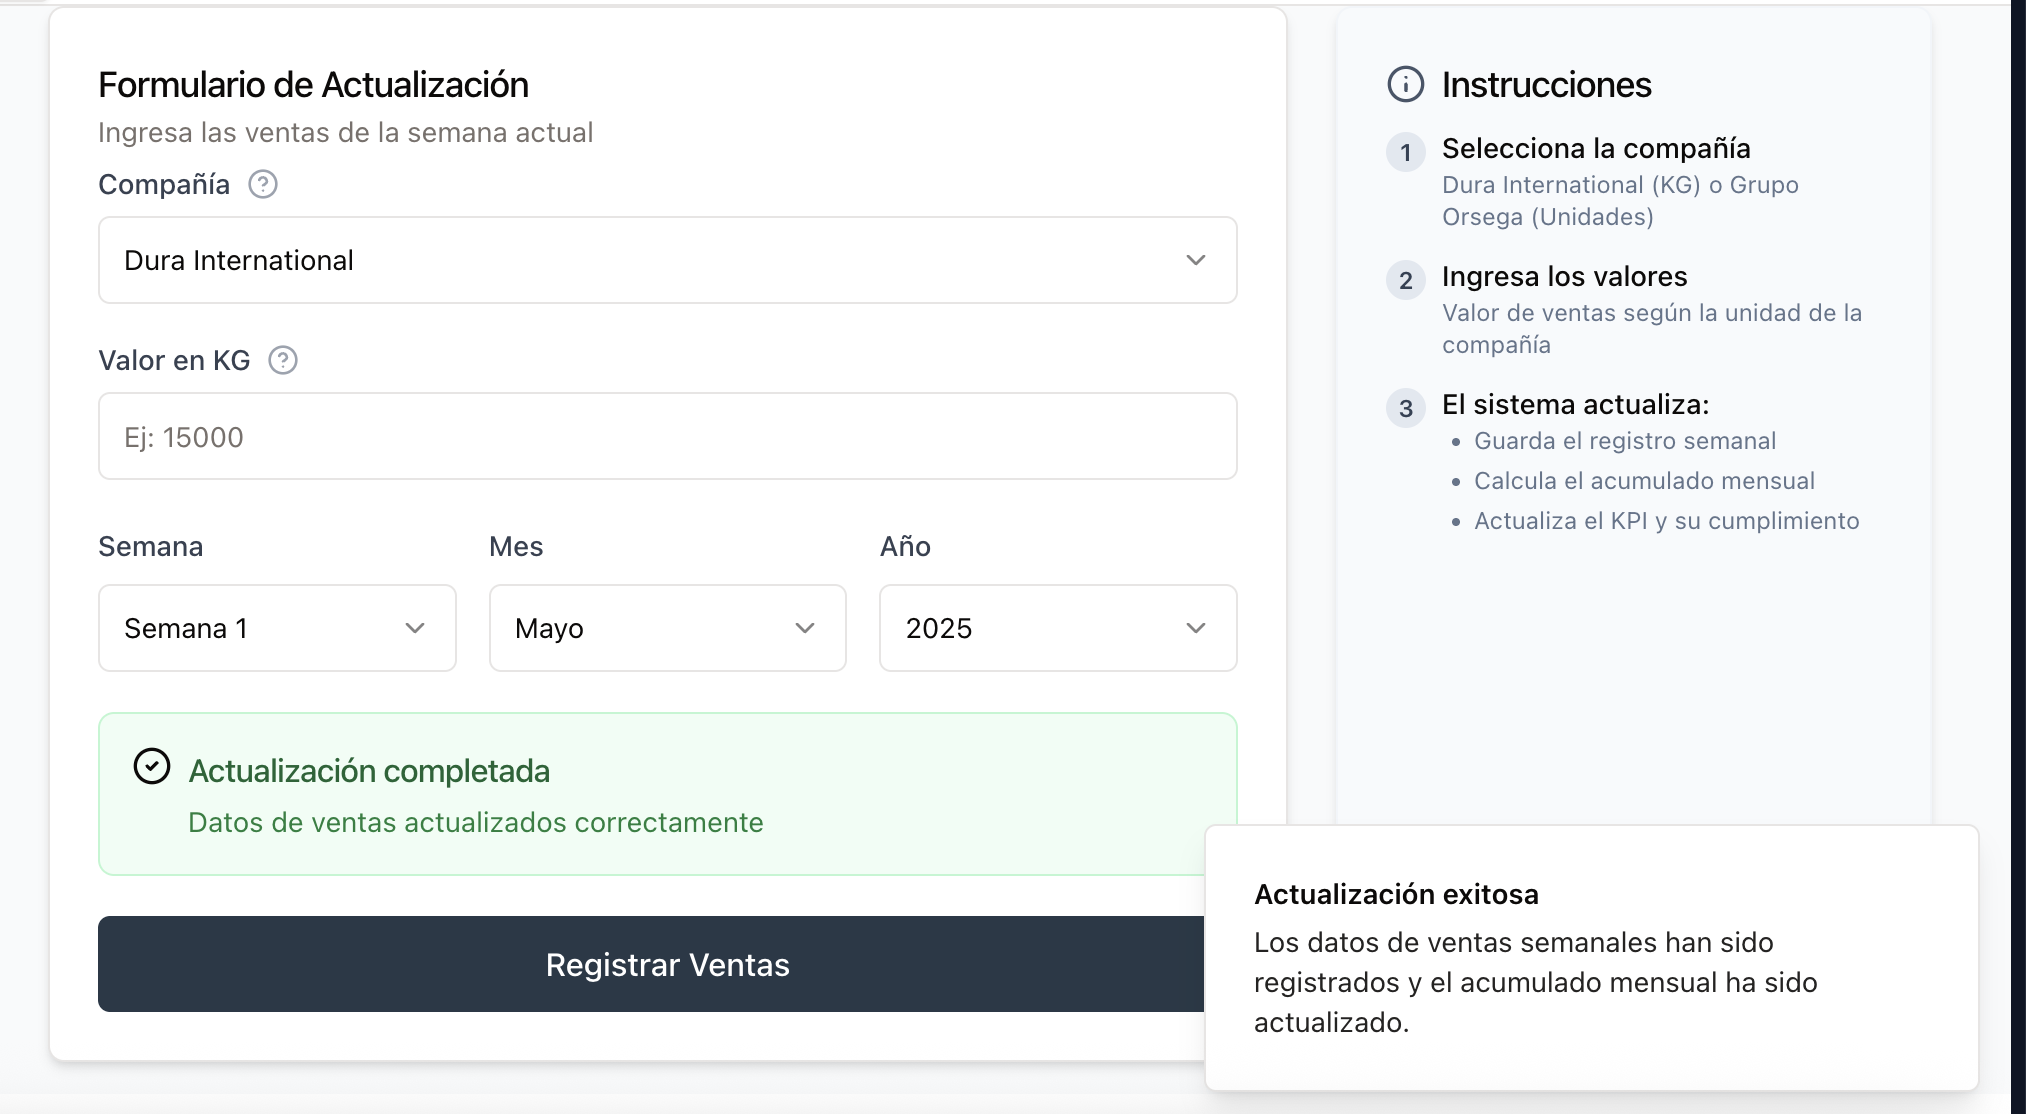 Formulario de Actualización
Ingresa las ventas de la semana actual
Compañía
Dura International
Valor en KG
Ej: 15000
Semana
Mes
Año
Semana 1
Mayo
2025
Actualización completada
Datos de ventas actualizados correctamente
Registrar Ventas
Instrucciones
1 Selecciona la compañía
Dura International (KG) o Grupo
Orsega (Unidades)
2 Ingresa los valores
Valor de ventas según la unidad de la
compañía
3 El sistema actualiza:
• Guarda el registro semanal
• Calcula el acumulado mensual
• Actualiza el KPI y su cumplimiento
Actualización exitosa
Los datos de ventas semanales han sido
registrados y el acumulado mensual ha sido
actualizado.